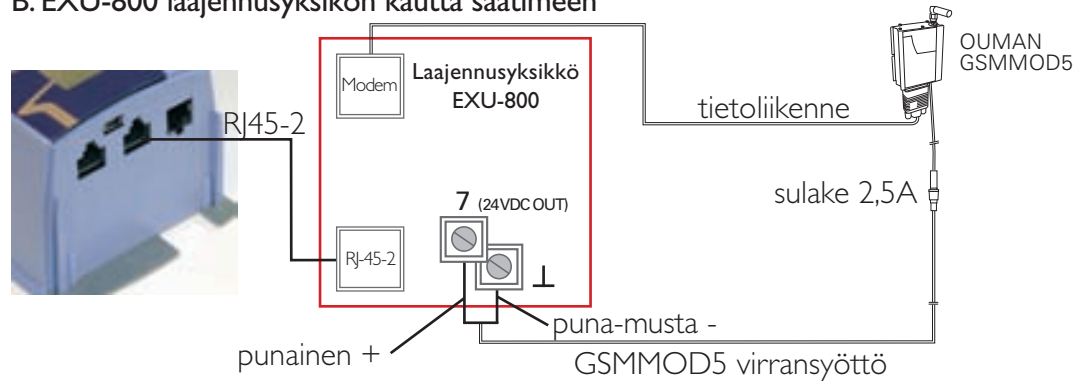 B. EXU-800 laajennusyksikön kautta säätimeen
OUMAN
GSMMOD5
Modem
Laajennusyksikkö
EXU-800
RJ45-2
tietoliikenne
sulake 2,5A
7 (24VDC OUT)
RJ-45-2
puna-musta -
punainen +
GSMMOD5 virransyöttö